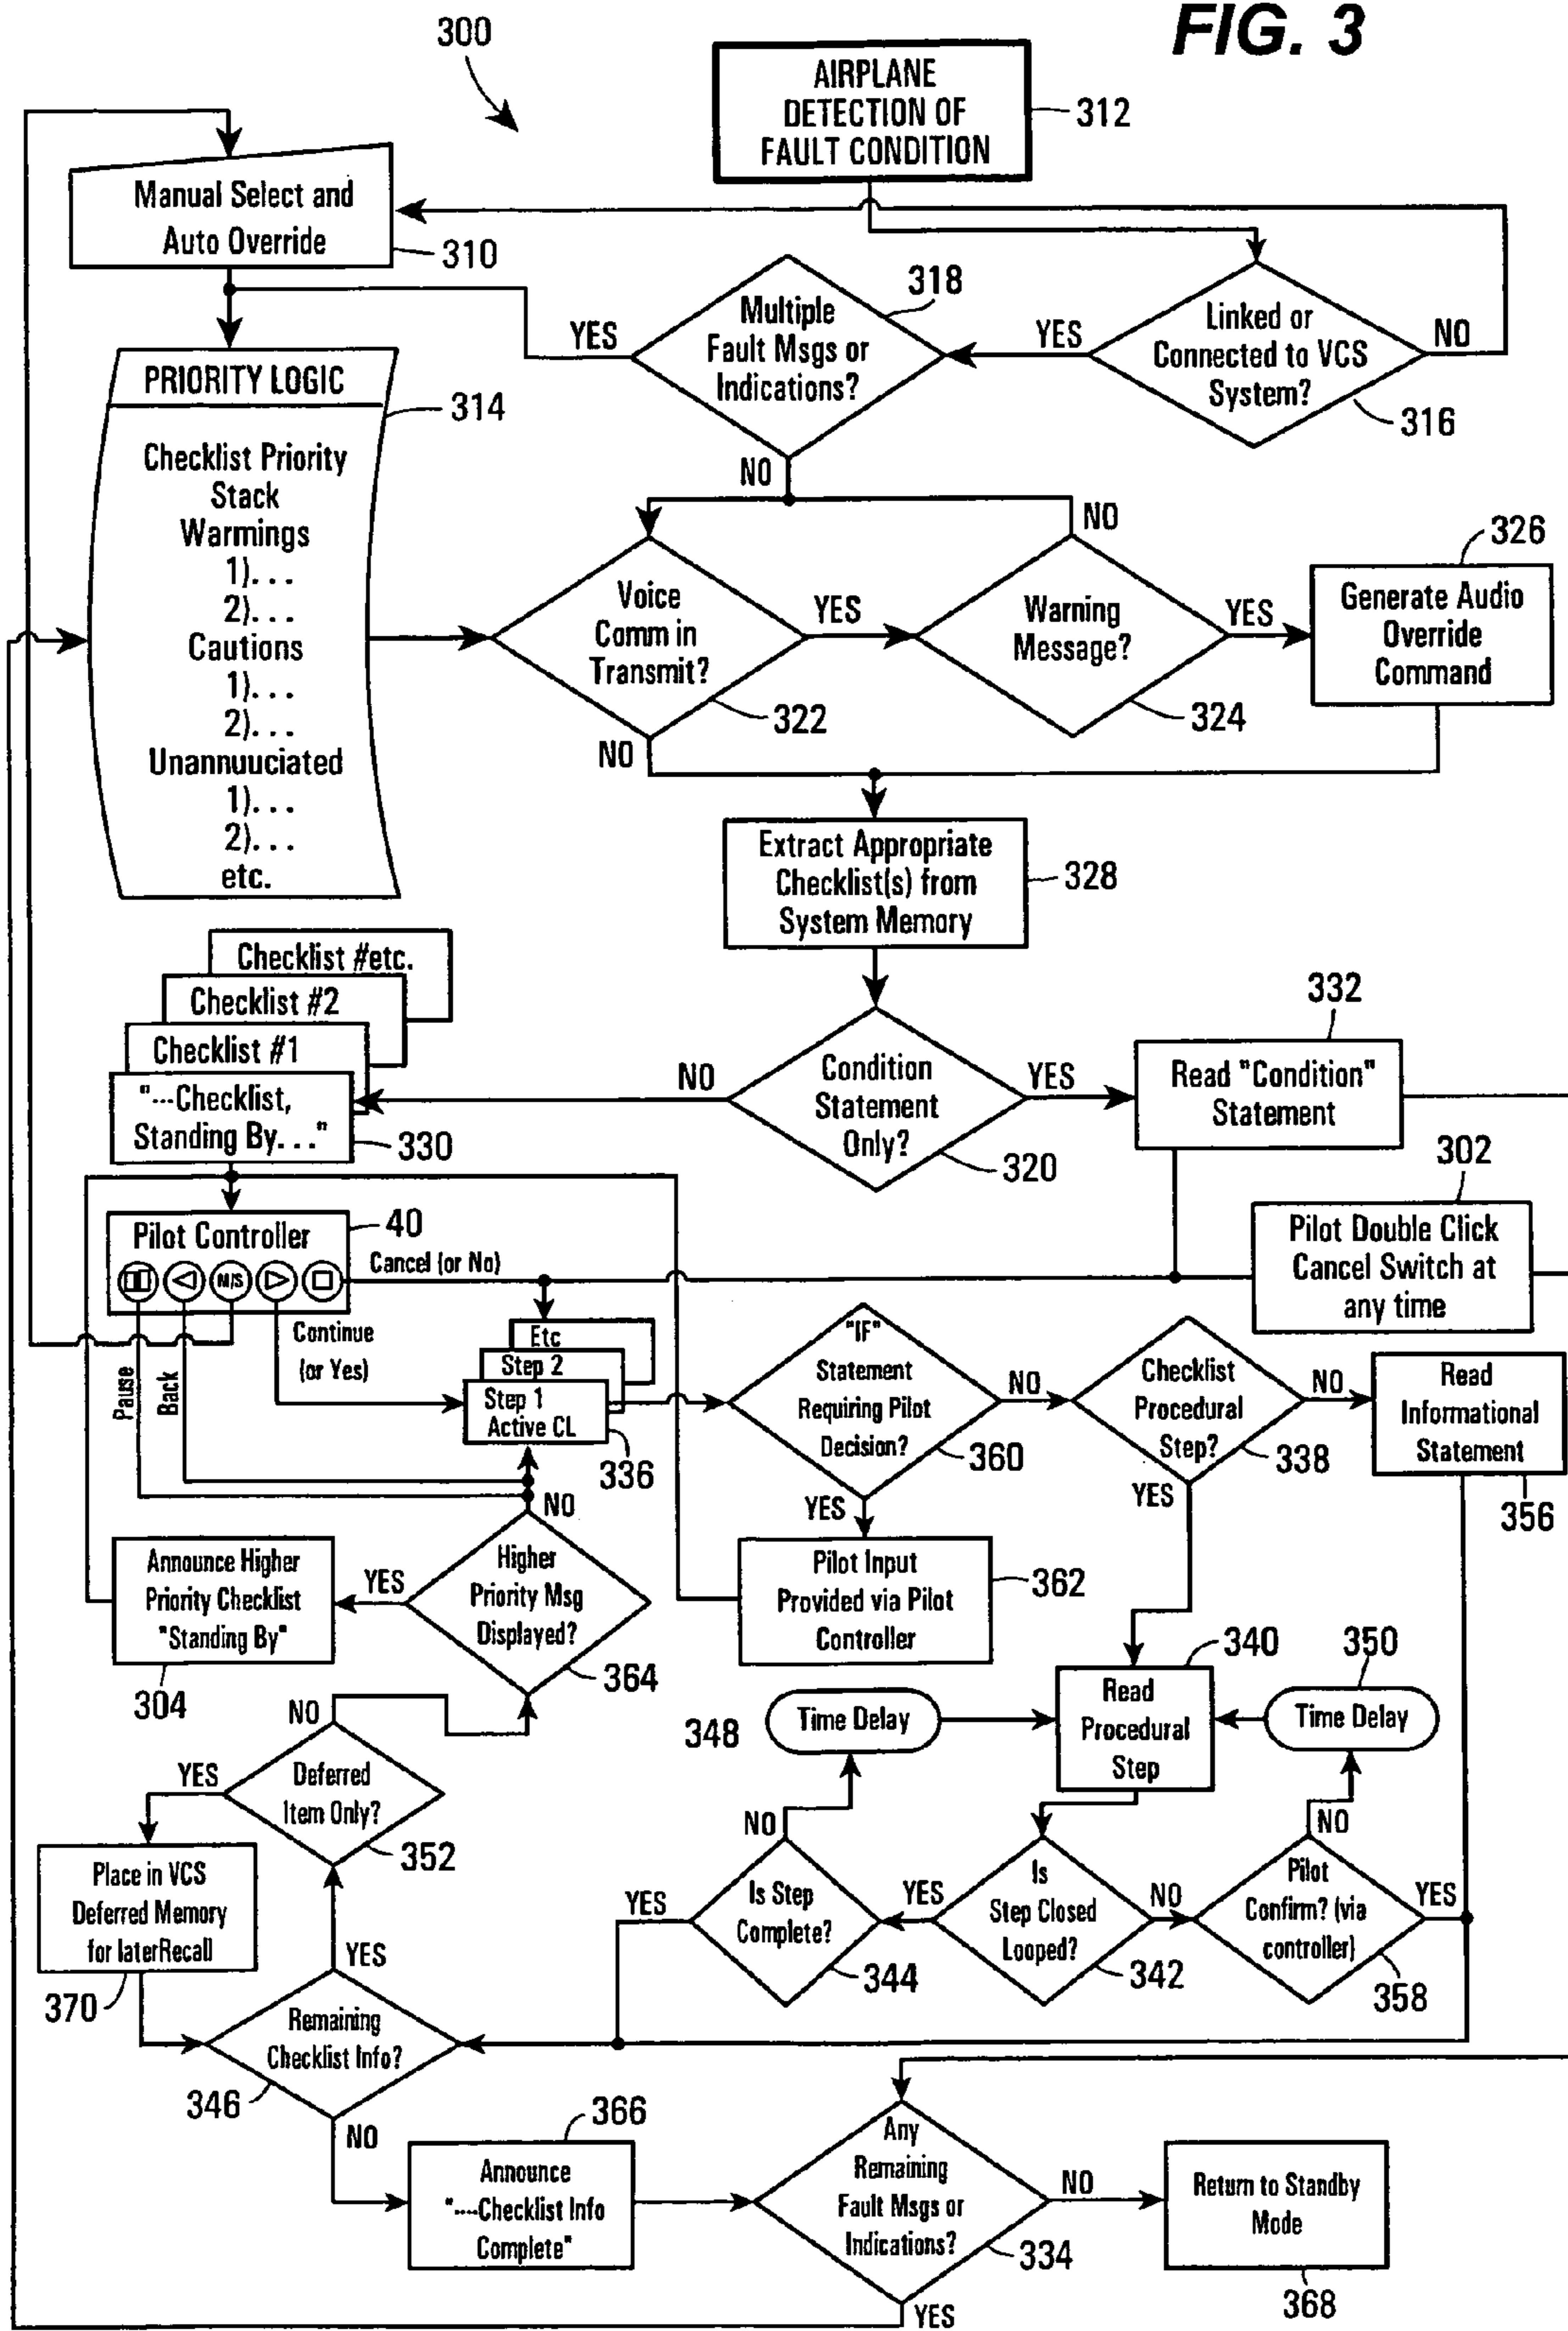 FIG. 3
300
AIRPLANE
DETECTION OF
FAULT CONDITION
312
Manual Select and
Auto Override
310
318
Multiple
Fault Msgs or
Indications?
YES
YES
Linked or
Connected to VCS
System?
NO
316
NO
PRIORITY LOGIC
314
Checklist Priority
Stack
Warmings
1)...
2)...
Cautions
1)...
2)...
Unannuuciated
1)...
2)...
etc.
Voice
Comm in
Transmit?
322
YES
NO
NO
Warning
Message?
324
YES
326
Generate Audio
Override
Command
Extract Appropriate
Checklist(s) from
System Memory
328
Checklist #etc.
Checklist #2
Checklist #1
"---Checklist,
Standing By..."
330
NO
Condition
Statement
Only?
320
YES
332
Read "Condition"
Statement
302
Pilot Double Click
Cancel Switch at
any time
Pilot Controller
40
M/S
Cancel (or No)
Continue
(or Yes)
Pause
Back
Etc
Step 2
Step 1
Active CL
336
"IF"
Statement
Requiring Pilot
Decision?
360
NO
YES
Checklist
Procedural
Step?
338
NO
YES
Read
Informational
Statement
356
Announce Higher
Priority Checklist
"Standing By"
304
YES
NO
Higher
Priority Msg
Displayed?
364
Pilot Input
Provided via Pilot
Controller
362
340
Read
Procedural
Step
348
Time Delay
350
Time Delay
NO
YES
Deferred
Item Only?
352
Place in VCS
Deferred Memory
for laterRecall
370
YES
NO
Is Step
Complete?
344
YES
YES
Is
Step Closed
Looped?
342
NO
NO
Pilot
Confirm? (via
controller)
358
YES
Remaining
Checklist Info?
346
NO
366
Announce
"----Checklist Info
Complete"
Any
Remaining
Fault Msgs or
Indications?
334
NO
YES
Return to Standby
Mode
368